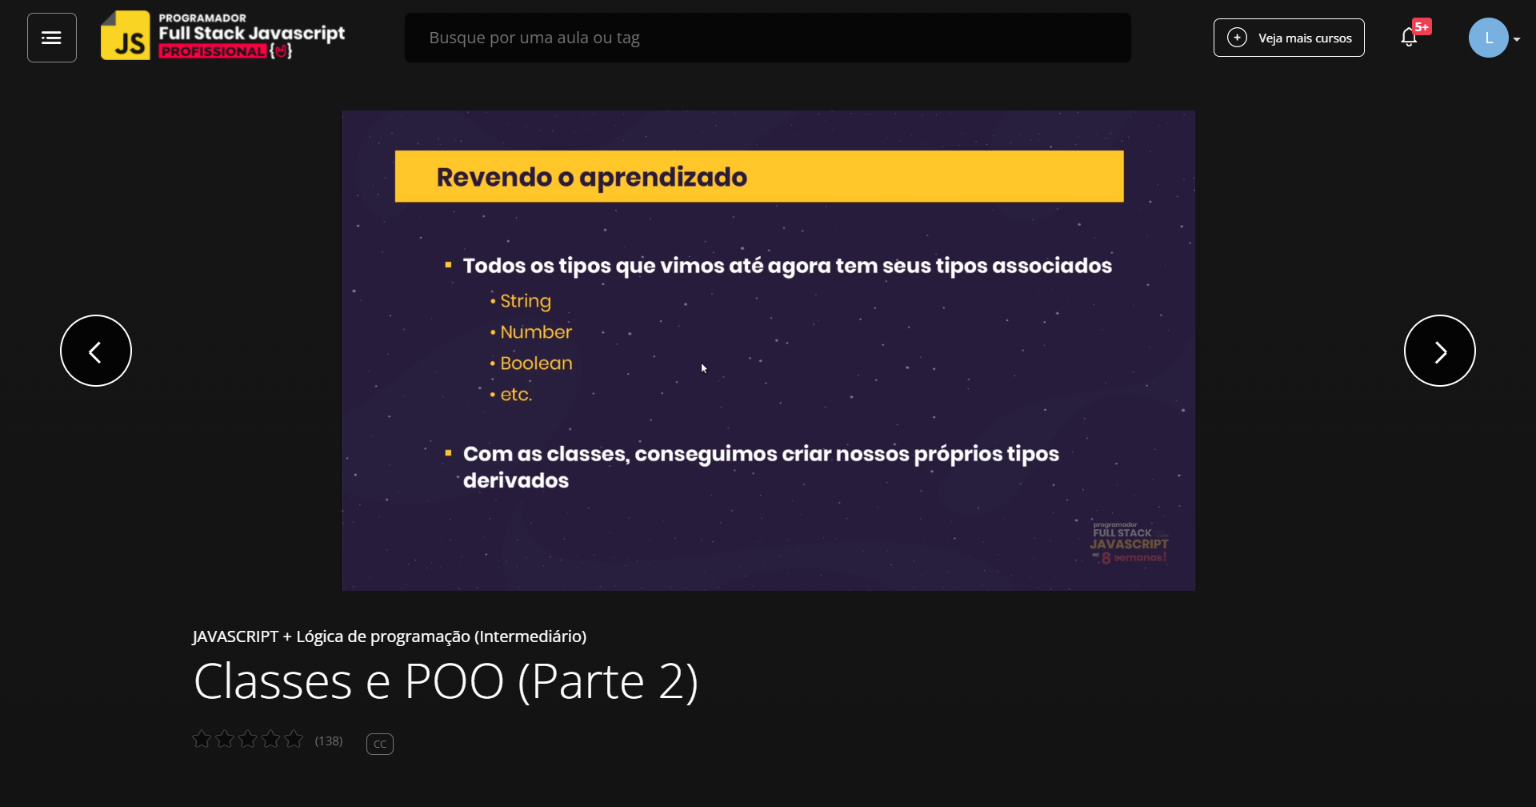 JS
PROGRAMADOR
Full Stack Javascript
PROFISSIONAL
Busque por uma aula ou tag
Veja mais cursos
5+
L
Revendo o aprendizado
Todos os tipos que vimos até agora tem seus tipos associados
• String
• Number
• Boolean
• etc.
Com as classes, conseguimos criar nossos próprios tipos
derivados
programador
FULL STACK
JAVASCRIPT
8 semanas!
JAVASCRIPT + Lógica de programação (Intermediário)
Classes e POO (Parte 2)
(138)
CC